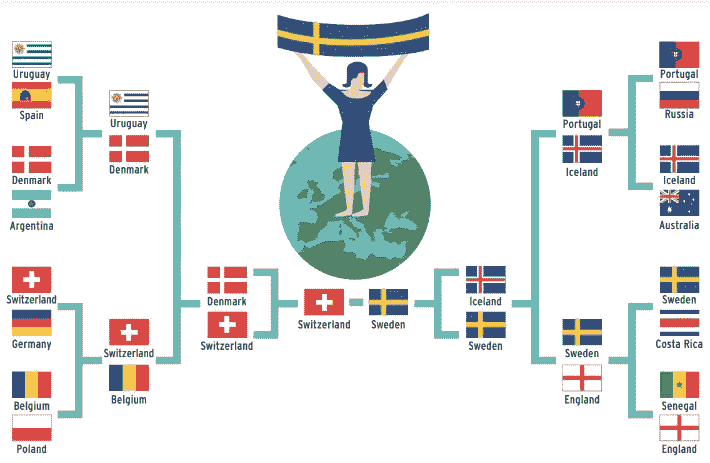 Uruguay
Spain
Denmark
Argentina
Switzerland
Germany
Belgium
Poland
Uruguay
Denmark
Switzerland
Belgium
Denmark
Switzerland
Switzerland
Sweden
Iceland
Sweden
Portugal
Iceland
Sweden
England
Portugal
Russia
Iceland
Australia
Sweden
Costa Rica
Senegal
England